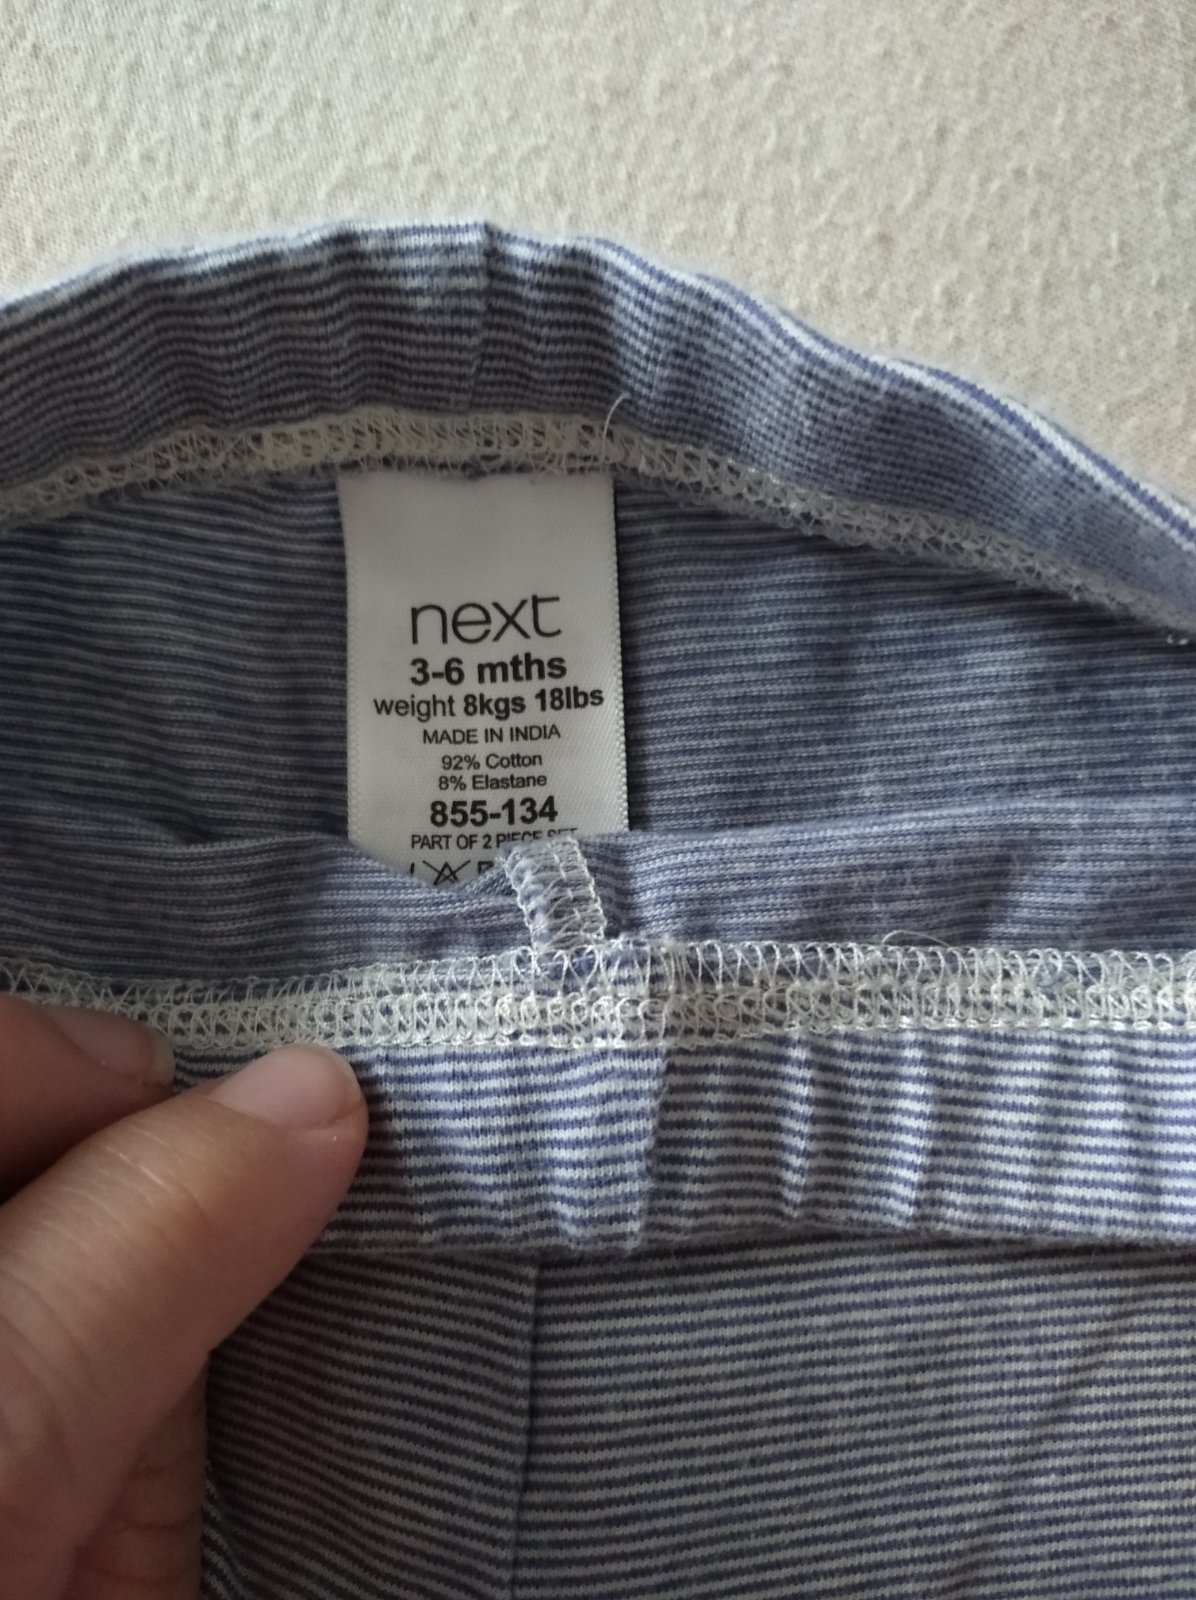 next
3-6 mths
weight 8kgs 18lbs
MADE IN INDIA
92% Cotton
8% Elastane
855-134
PART OF 2 PIECE SET